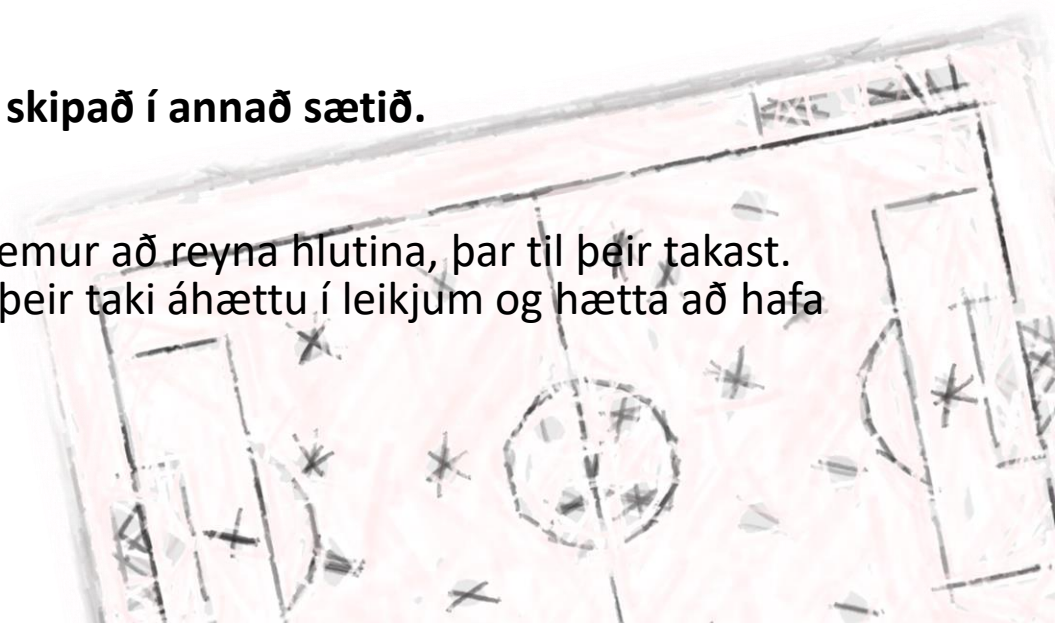 skipað í annað sætið.
emur að reyna hlutina, þar til þeir takast.
þeir taki áhættu í leikjum og hætta að hafa